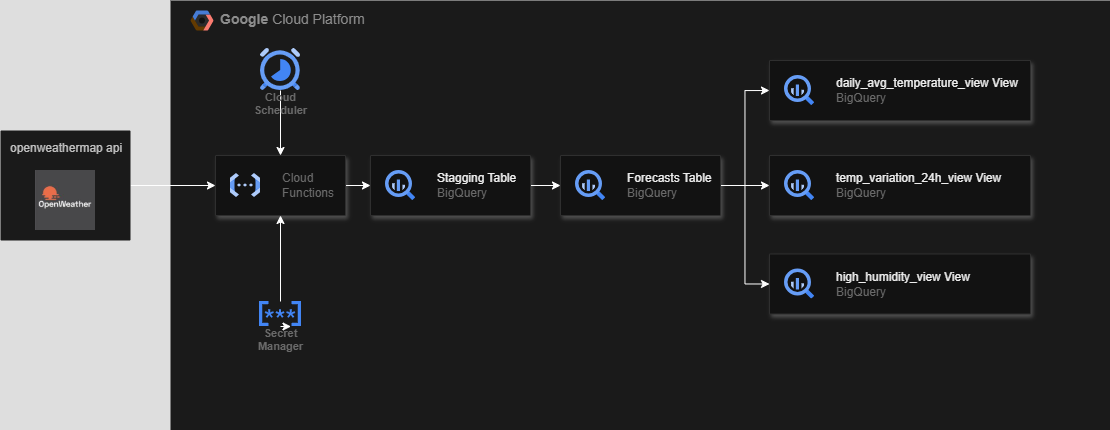 Google Cloud Platform
Cloud
Scheduler
daily_avg_temperature_view View
BigQuery
openweathermap api
OpenWeather
Cloud
Functions
Stagging Table
BigQuery
Forecasts Table
BigQuery
temp_variation_24h_view View
BigQuery
high_humidity_view View
BigQuery
[***]
Secret
Manager